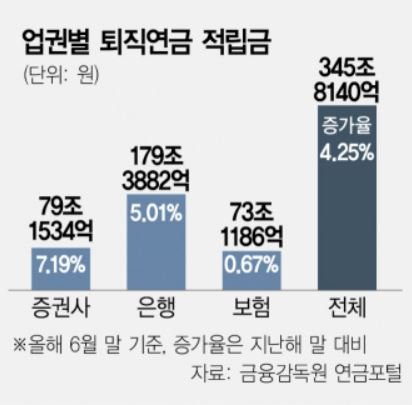 업권별 퇴직연금 적립금
(단위: 원)
345조
8140억
증가율
4.25%
179조
3882억
5.01%
79조
1534억
7.19%
73조
1186억
0.67%
증권사 은행 보험 전체
※올해 6월 말 기준, 증가율은 지난해 말 대비
자료: 금융감독원 연금포털